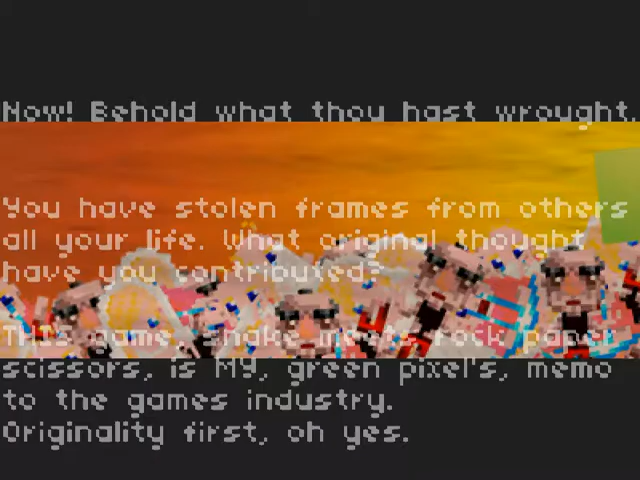 Now! Behold what thou hast wrought.
You have stolen frames from others
all your life. What original thought
have you contributed?
THIS game, snake meets rock paper
scissors, is MY, green pixel's, memo
to the games industry.
Originality first, oh yes.